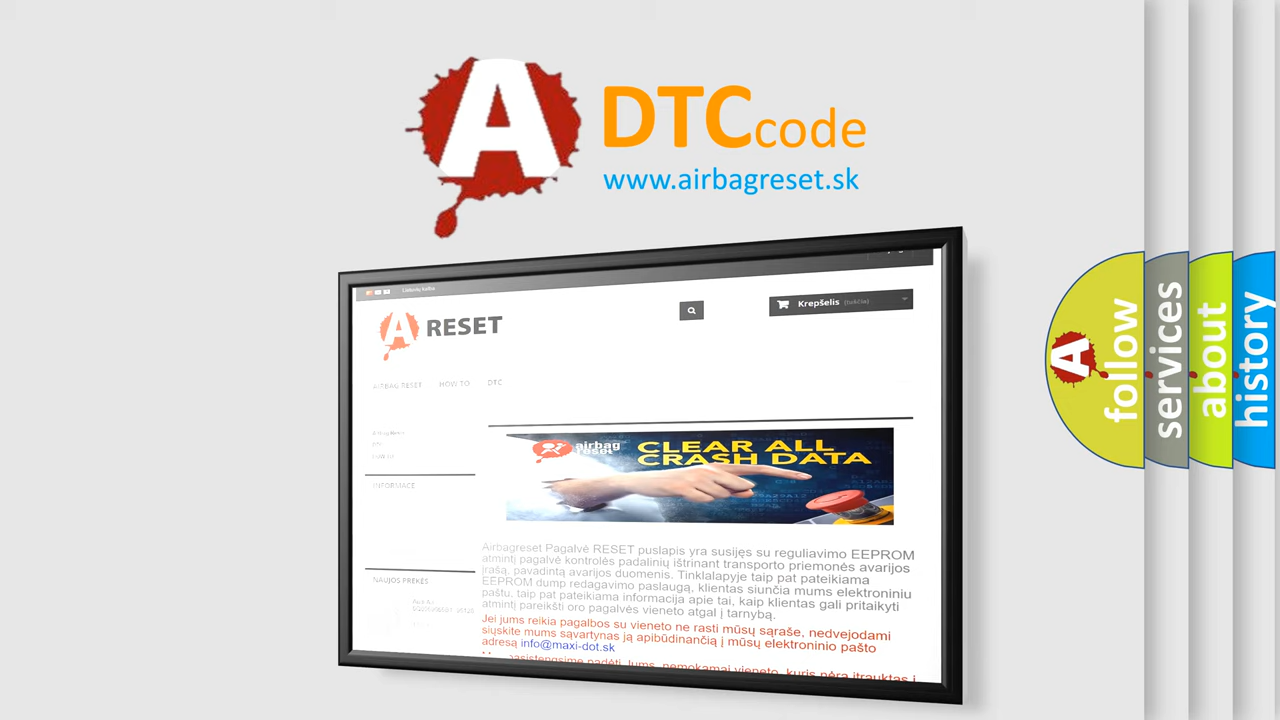 A DTC code
www.airbagreset.sk
Krepšelis (tuščia)
A RESET
AIRBAG RESET HOW TO DTC
airbag
reset
CLEAR ALL
CRASH DATA
INFORMACE
Airbagreset Pagalvė RESET puslapis yra susijęs su reguliavimo EEPROM
atmintį pagalvė kontrolės padalinių ištrinant transporto priemonės avarijos
įrašą, pavadintą avarijos duomenis. Tinklalapyje taip pat pateikiama
EEPROM dump redagavimo paslaugą, klientas siunčia mums elektroniniu
paštu, taip pat pateikiama informacija apie tai, kaip klientas gali pritaikyti
atmintį pareikšti oro pagalvės vieneto atgal į tarnybą.
NAUJOS PREKĖS
Jei jums reikia pagalbos su vieneto ne rasti mūsų sąraše, nedvejodami
siųskite mums sąvartynas ją apibūdinančią į mūsų elektroninio pašto
adresą info@maxi-dot.sk
A follow
services
about
history